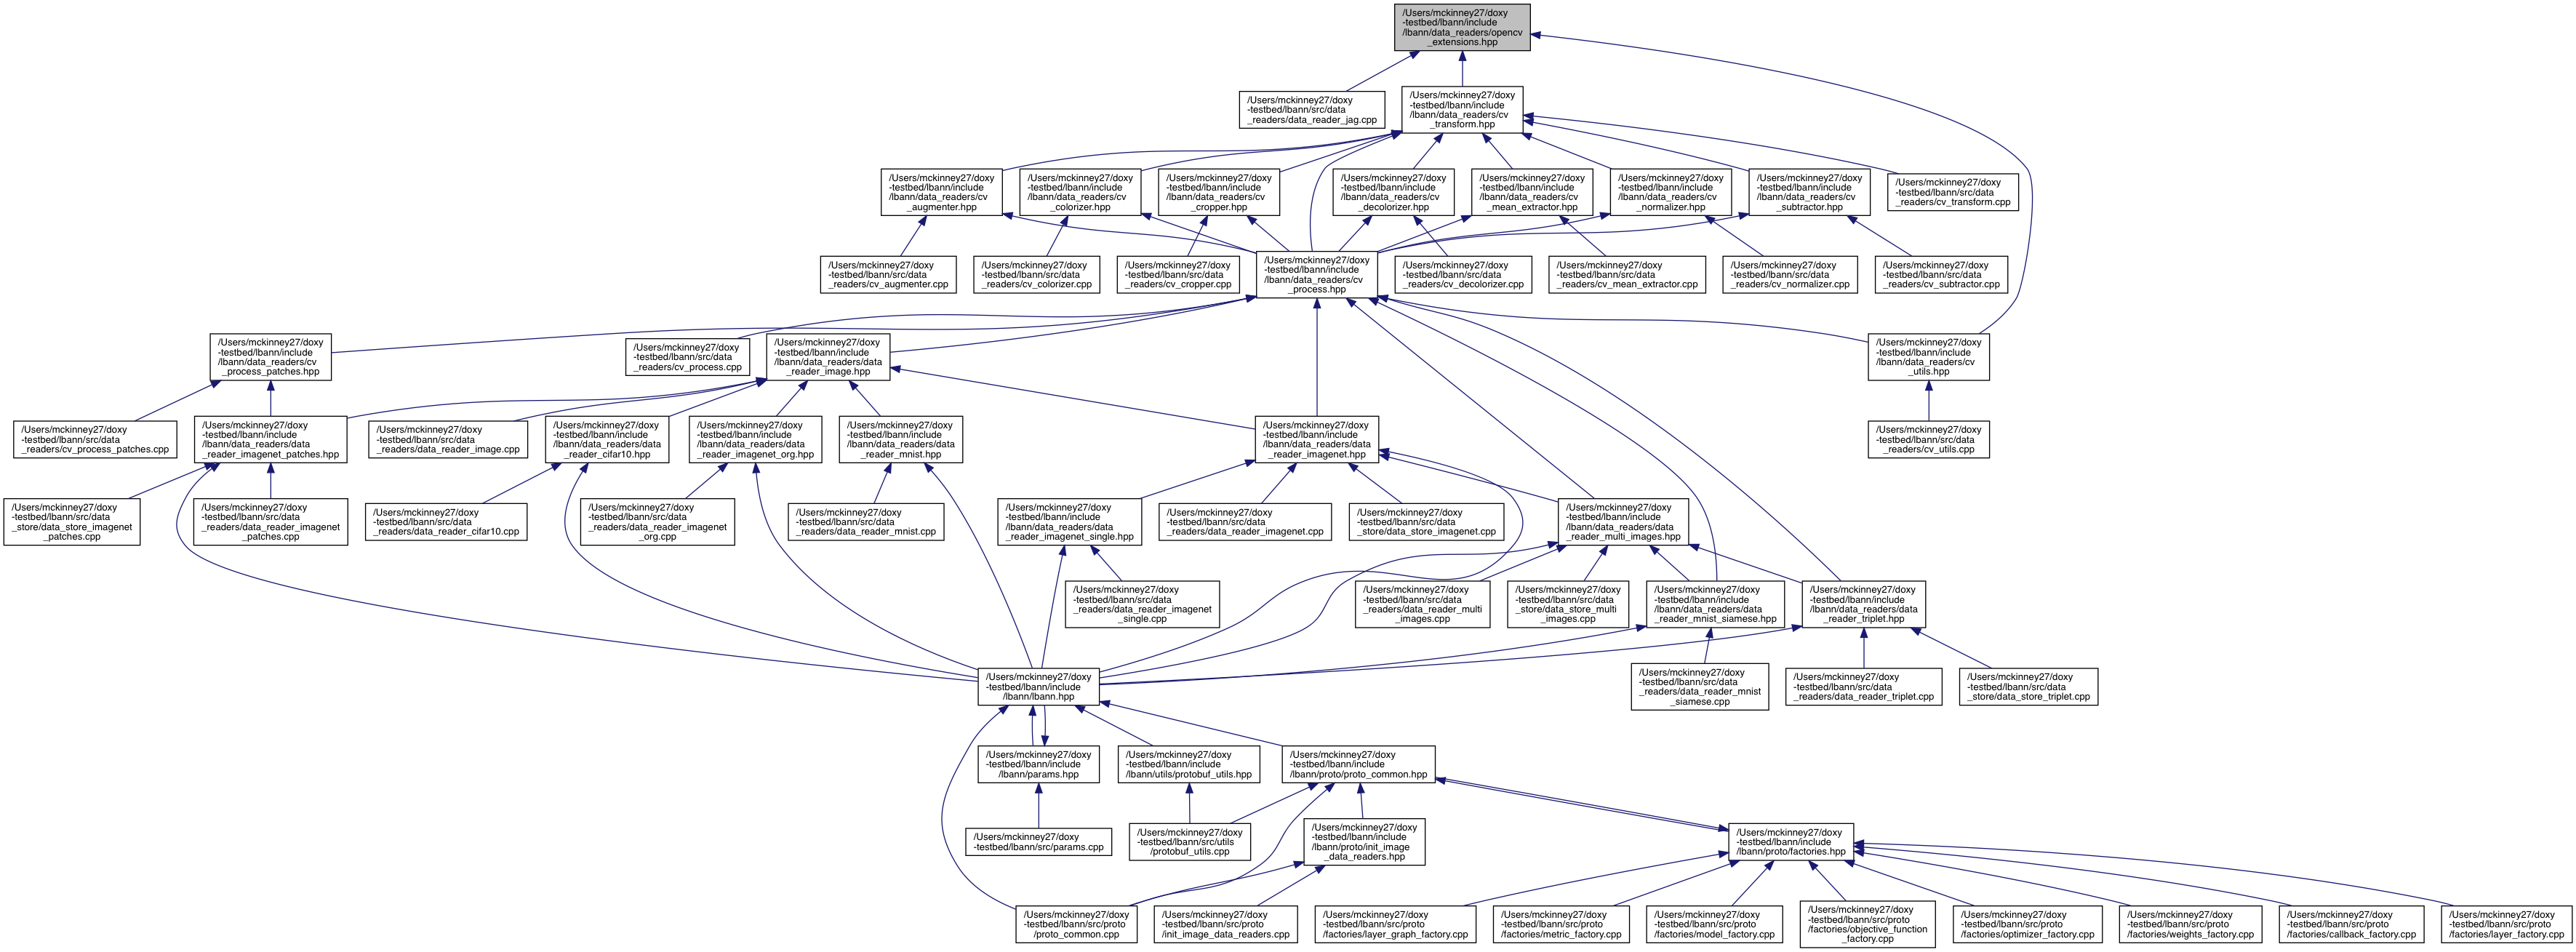 /Users/mckinney27/doxy
-testbed/lbann/include
/lbann/data_readers/opencv
_extensions.hpp
/Users/mckinney27/doxy
-testbed/lbann/src/data
_readers/data_reader_jag.cpp
/Users/mckinney27/doxy
-testbed/lbann/include
/lbann/data_readers/cv
_transform.hpp
/Users/mckinney27/doxy
-testbed/lbann/include
/lbann/data_readers/cv
_augmenter.hpp
/Users/mckinney27/doxy
-testbed/lbann/include
/lbann/data_readers/cv
_colorizer.hpp
/Users/mckinney27/doxy
-testbed/lbann/include
/lbann/data_readers/cv
_cropper.hpp
/Users/mckinney27/doxy
-testbed/lbann/include
/lbann/data_readers/cv
_decolorizer.hpp
/Users/mckinney27/doxy
-testbed/lbann/include
/lbann/data_readers/cv
_mean_extractor.hpp
/Users/mckinney27/doxy
-testbed/lbann/include
/lbann/data_readers/cv
_normalizer.hpp
/Users/mckinney27/doxy
-testbed/lbann/include
/lbann/data_readers/cv
_subtractor.hpp
/Users/mckinney27/doxy
-testbed/lbann/src/data
_readers/cv_transform.cpp
/Users/mckinney27/doxy
-testbed/lbann/src/data
_readers/cv_augmenter.cpp
/Users/mckinney27/doxy
-testbed/lbann/src/data
_readers/cv_colorizer.cpp
/Users/mckinney27/doxy
-testbed/lbann/src/data
_readers/cv_cropper.cpp
/Users/mckinney27/doxy
-testbed/lbann/include
/lbann/data_readers/cv
_process.hpp
/Users/mckinney27/doxy
-testbed/lbann/src/data
_readers/cv_decolorizer.cpp
/Users/mckinney27/doxy
-testbed/lbann/src/data
_readers/cv_mean_extractor.cpp
/Users/mckinney27/doxy
-testbed/lbann/src/data
_readers/cv_normalizer.cpp
/Users/mckinney27/doxy
-testbed/lbann/src/data
_readers/cv_subtractor.cpp
/Users/mckinney27/doxy
-testbed/lbann/include
/lbann/data_readers/cv
_process_patches.hpp
/Users/mckinney27/doxy
-testbed/lbann/src/data
_readers/cv_process.cpp
/Users/mckinney27/doxy
-testbed/lbann/include
/lbann/data_readers/data
_reader_image.hpp
/Users/mckinney27/doxy
-testbed/lbann/include
/lbann/data_readers/cv
_utils.hpp
/Users/mckinney27/doxy
-testbed/lbann/src/data
_readers/cv_process_patches.cpp
/Users/mckinney27/doxy
-testbed/lbann/include
/lbann/data_readers/data
_reader_imagenet_patches.hpp
/Users/mckinney27/doxy
-testbed/lbann/src/data
_readers/data_reader_image.cpp
/Users/mckinney27/doxy
-testbed/lbann/include
/lbann/data_readers/data
_reader_cifar10.hpp
/Users/mckinney27/doxy
-testbed/lbann/include
/lbann/data_readers/data
_reader_imagenet_org.hpp
/Users/mckinney27/doxy
-testbed/lbann/include
/lbann/data_readers/data
_reader_mnist.hpp
/Users/mckinney27/doxy
-testbed/lbann/include
/lbann/data_readers/data
_reader_imagenet.hpp
/Users/mckinney27/doxy
-testbed/lbann/src/data
_readers/cv_utils.cpp
/Users/mckinney27/doxy
-testbed/lbann/src/data
_store/data_store_imagenet
_patches.cpp
/Users/mckinney27/doxy
-testbed/lbann/src/data
_readers/data_reader_imagenet
_patches.cpp
/Users/mckinney27/doxy
-testbed/lbann/src/data
_readers/data_reader_cifar10.cpp
/Users/mckinney27/doxy
-testbed/lbann/src/data
_readers/data_reader_imagenet
_org.cpp
/Users/mckinney27/doxy
-testbed/lbann/src/data
_readers/data_reader_mnist.cpp
/Users/mckinney27/doxy
-testbed/lbann/include
/lbann/data_readers/data
_reader_imagenet_single.hpp
/Users/mckinney27/doxy
-testbed/lbann/src/data
_readers/data_reader_imagenet.cpp
/Users/mckinney27/doxy
-testbed/lbann/src/data
_store/data_store_imagenet.cpp
/Users/mckinney27/doxy
-testbed/lbann/include
/lbann/data_readers/data
_reader_multi_images.hpp
/Users/mckinney27/doxy
-testbed/lbann/src/data
_readers/data_reader_imagenet
_single.cpp
/Users/mckinney27/doxy
-testbed/lbann/src/data
_readers/data_reader_multi
_images.cpp
/Users/mckinney27/doxy
-testbed/lbann/src/data
_store/data_store_multi
_images.cpp
/Users/mckinney27/doxy
-testbed/lbann/include
/lbann/data_readers/data
_reader_mnist_siamese.hpp
/Users/mckinney27/doxy
-testbed/lbann/include
/lbann/data_readers/data
_reader_triplet.hpp
/Users/mckinney27/doxy
-testbed/lbann/include
/lbann/lbann.hpp
/Users/mckinney27/doxy
-testbed/lbann/src/data
_readers/data_reader_mnist
_siamese.cpp
/Users/mckinney27/doxy
-testbed/lbann/src/data
_readers/data_reader_triplet.cpp
/Users/mckinney27/doxy
-testbed/lbann/src/data
_store/data_store_triplet.cpp
/Users/mckinney27/doxy
-testbed/lbann/include
/lbann/params.hpp
/Users/mckinney27/doxy
-testbed/lbann/include
/lbann/utils/protobuf_utils.hpp
/Users/mckinney27/doxy
-testbed/lbann/include
/lbann/proto/proto_common.hpp
/Users/mckinney27/doxy
-testbed/lbann/src/params.cpp
/Users/mckinney27/doxy
-testbed/lbann/src/utils
/protobuf_utils.cpp
/Users/mckinney27/doxy
-testbed/lbann/include
/lbann/proto/init_image
_data_readers.hpp
/Users/mckinney27/doxy
-testbed/lbann/include
/lbann/proto/factories.hpp
/Users/mckinney27/doxy
-testbed/lbann/src/proto
/proto_common.cpp
/Users/mckinney27/doxy
-testbed/lbann/src/proto
/init_image_data_readers.cpp
/Users/mckinney27/doxy
-testbed/lbann/src/proto
/factories/layer_graph_factory.cpp
/Users/mckinney27/doxy
-testbed/lbann/src/proto
/factories/metric_factory.cpp
/Users/mckinney27/doxy
-testbed/lbann/src/proto
/factories/model_factory.cpp
/Users/mckinney27/doxy
-testbed/lbann/src/proto
/factories/objective_function
_factory.cpp
/Users/mckinney27/doxy
-testbed/lbann/src/proto
/factories/optimizer_factory.cpp
/Users/mckinney27/doxy
-testbed/lbann/src/proto
/factories/weights_factory.cpp
/Users/mckinney27/doxy
-testbed/lbann/src/proto
/factories/callback_factory.cpp
/Users/mckinney27/doxy
-testbed/lbann/src/proto
/factories/layer_factory.cpp